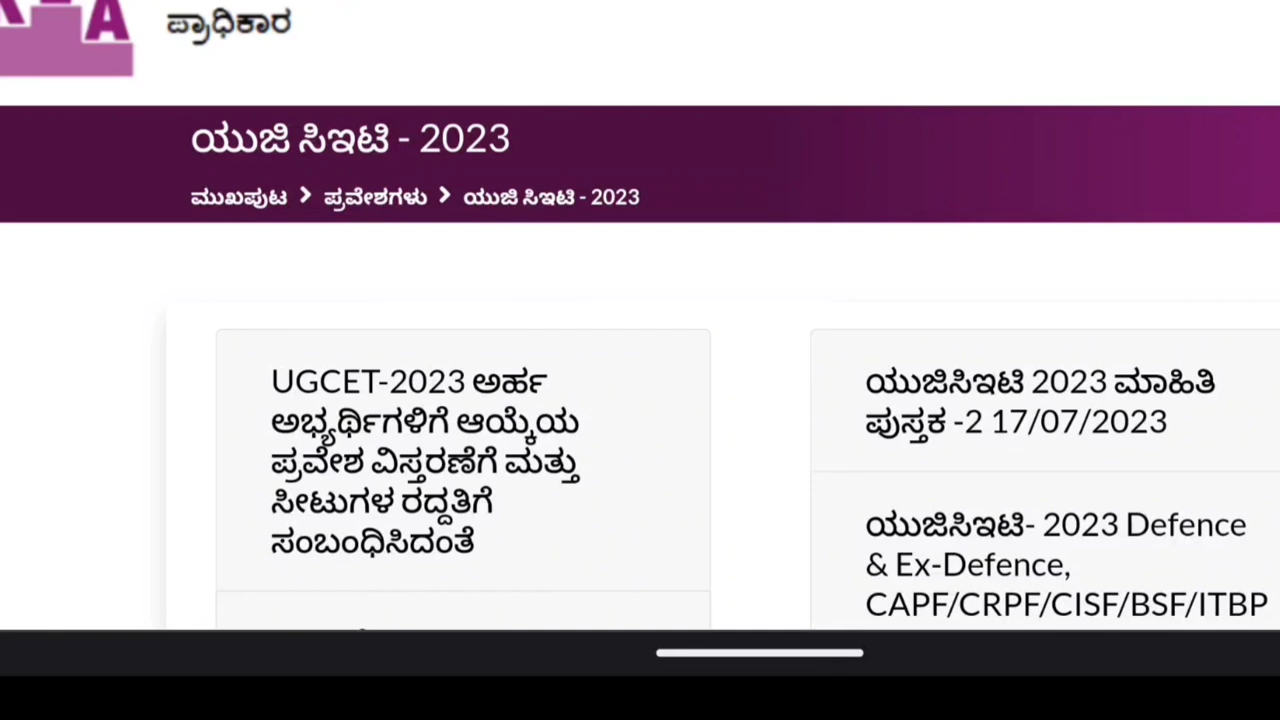 A
ಪ್ರಾಧಿಕಾರ
ಯುಜಿ ಸಿಇಟಿ - 2023
ಮುಖಪುಟ > ಪ್ರವೇಶಗಳು > ಯುಜಿ ಸಿಇಟಿ - 2023
UGCET-2023 ಅರ್ಹ
ಅಭ್ಯರ್ಥಿಗಳಿಗೆ ಆಯ್ಕೆಯ
ಪ್ರವೇಶ ವಿಸ್ತರಣೆಗೆ ಮತ್ತು
ಸೀಟುಗಳ ರದ್ದತಿಗೆ
ಸಂಬಂಧಿಸಿದಂತೆ
ಯುಜಿಸಿಇಟಿ 2023 ಮಾಹಿತಿ
ಪುಸ್ತಕ -2 17/07/2023
ಯುಜಿಸಿಇಟಿ- 2023 Defence
& Ex-Defence,
CAPF/CRPF/CISF/BSF/ITBP